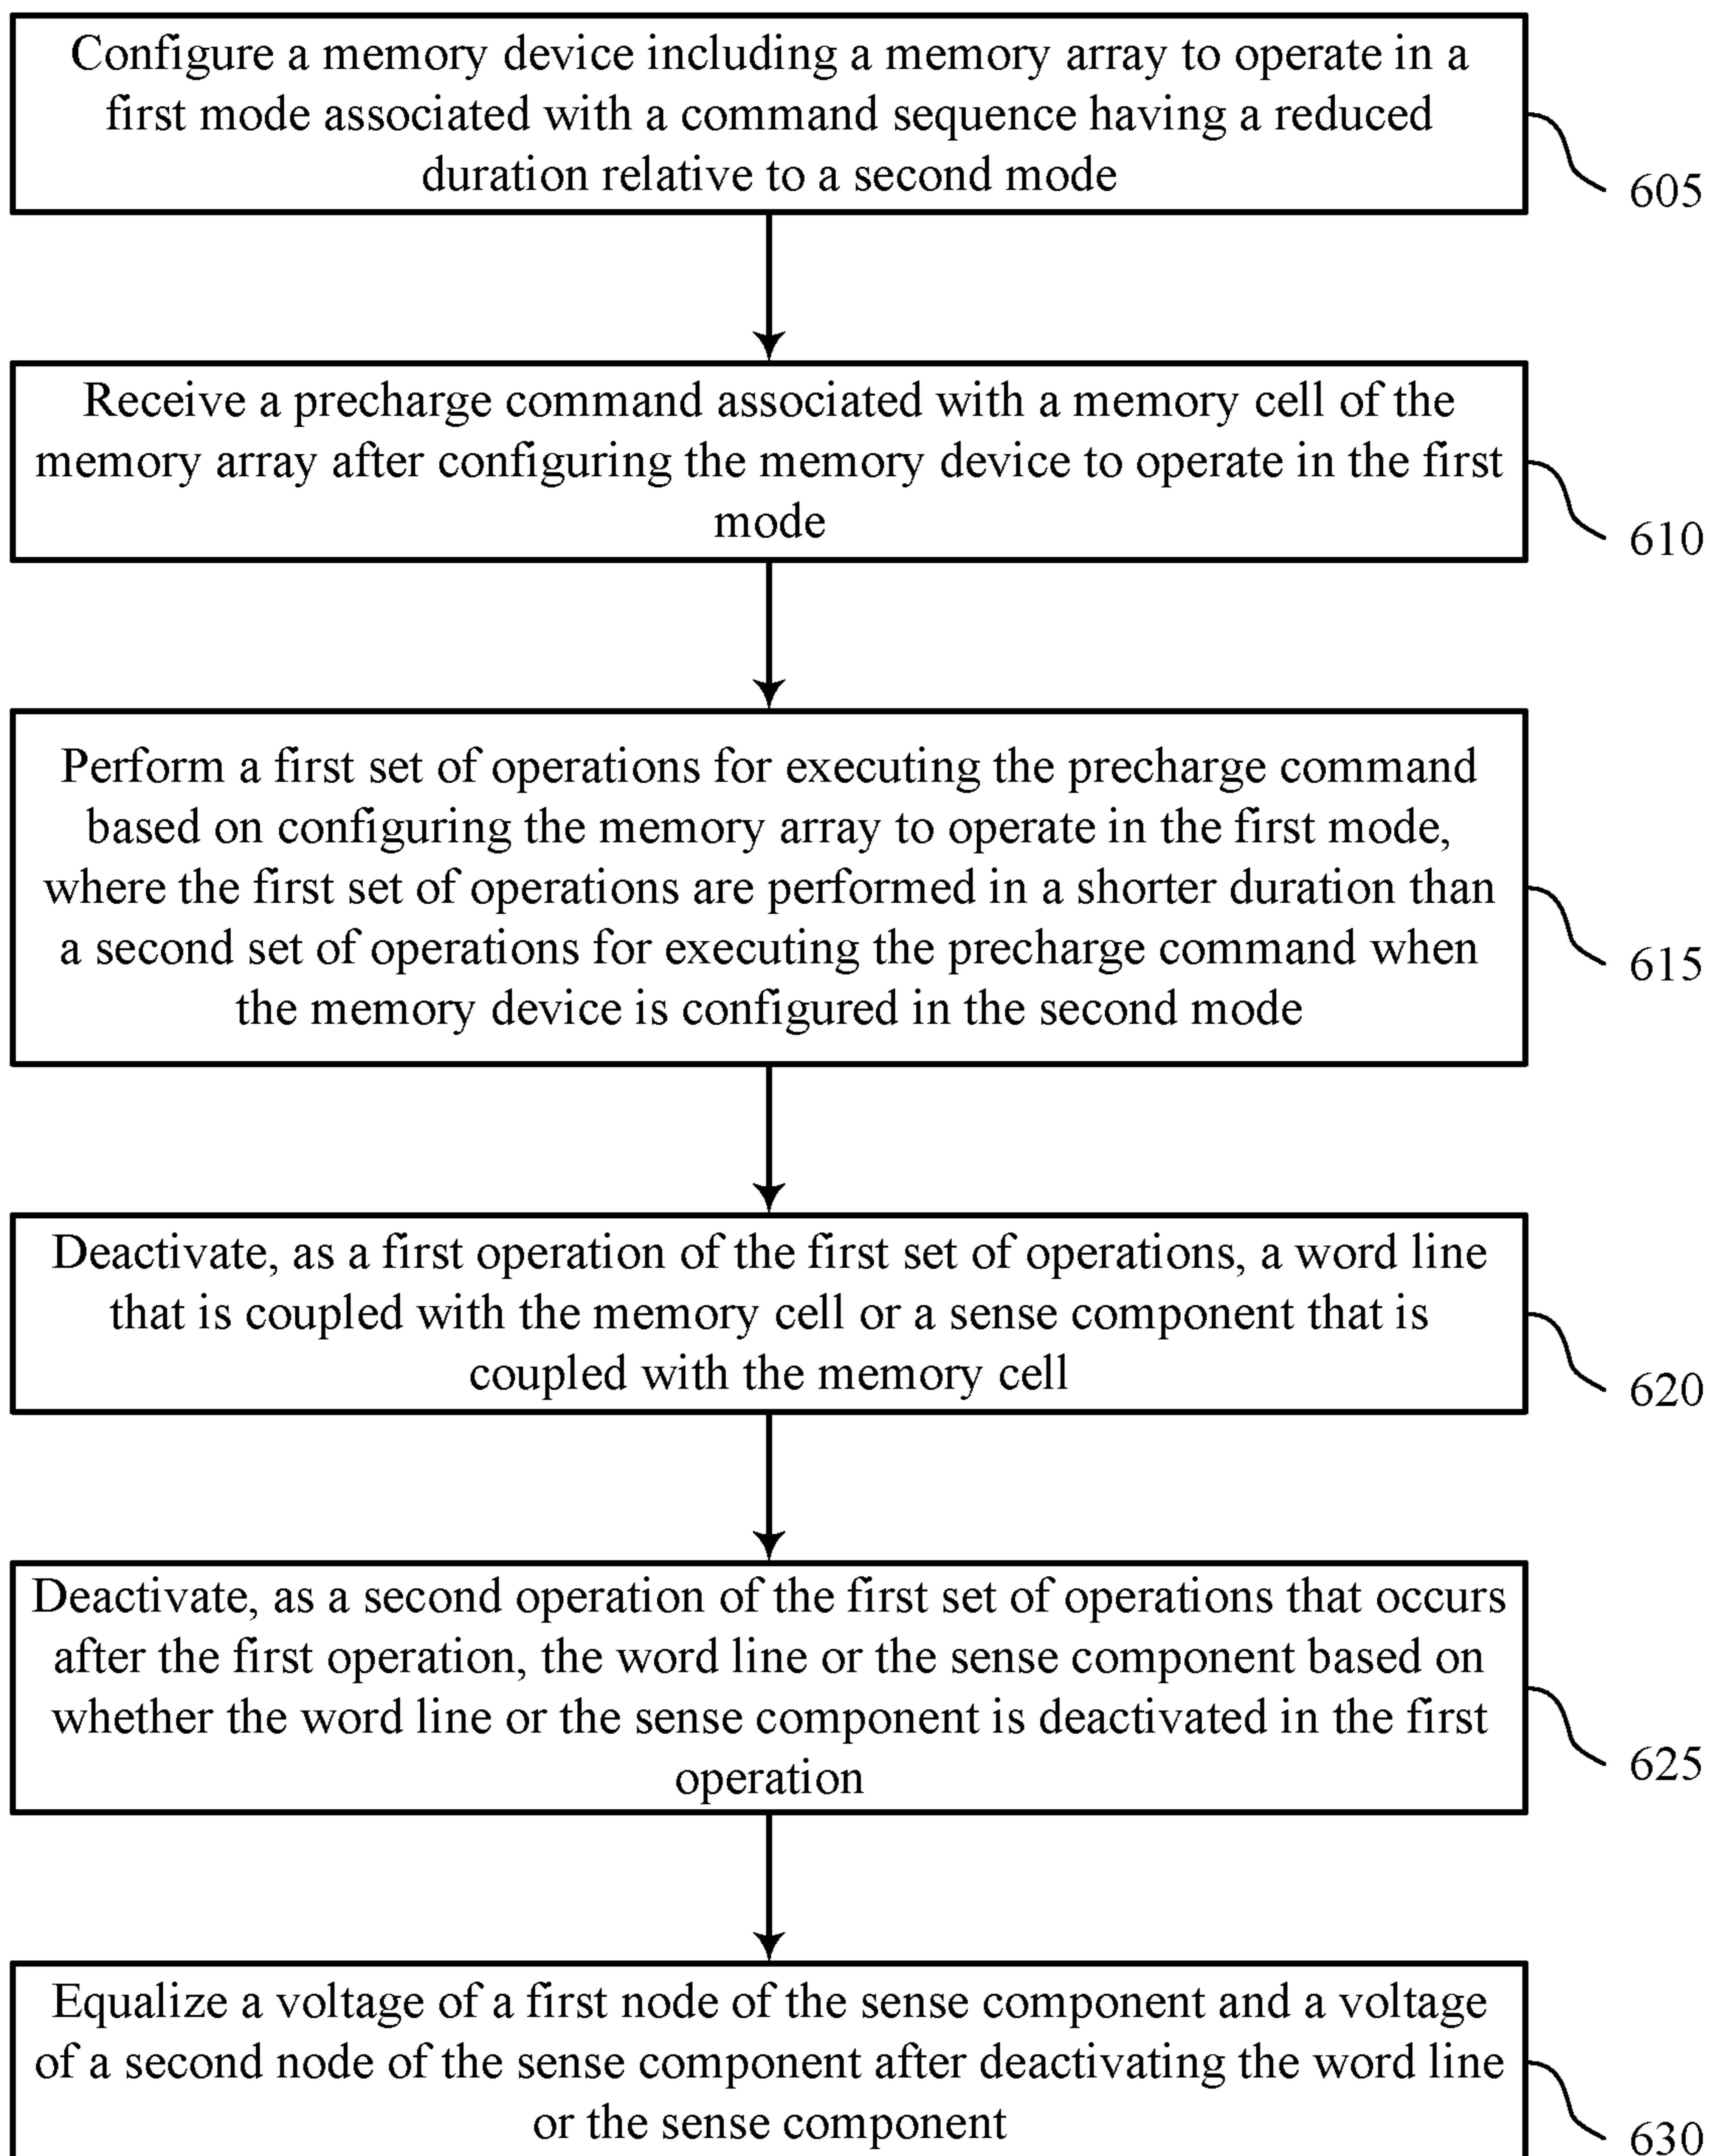 Configure a memory device including a memory array to operate in a
first mode associated with a command sequence having a reduced
duration relative to a second mode
605
Receive a precharge command associated with a memory cell of the
memory array after configuring the memory device to operate in the first
mode
610
Perform a first set of operations for executing the precharge command
based on configuring the memory array to operate in the first mode,
where the first set of operations are performed in a shorter duration than
a second set of operations for executing the precharge command when
the memory device is configured in the second mode
615
Deactivate, as a first operation of the first set of operations, a word line
that is coupled with the memory cell or a sense component that is
coupled with the memory cell
620
Deactivate, as a second operation of the first set of operations that occurs
after the first operation, the word line or the sense component based on
whether the word line or the sense component is deactivated in the first
operation
625
Equalize a voltage of a first node of the sense component and a voltage
of a second node of the sense component after deactivating the word line
or the sense component
630